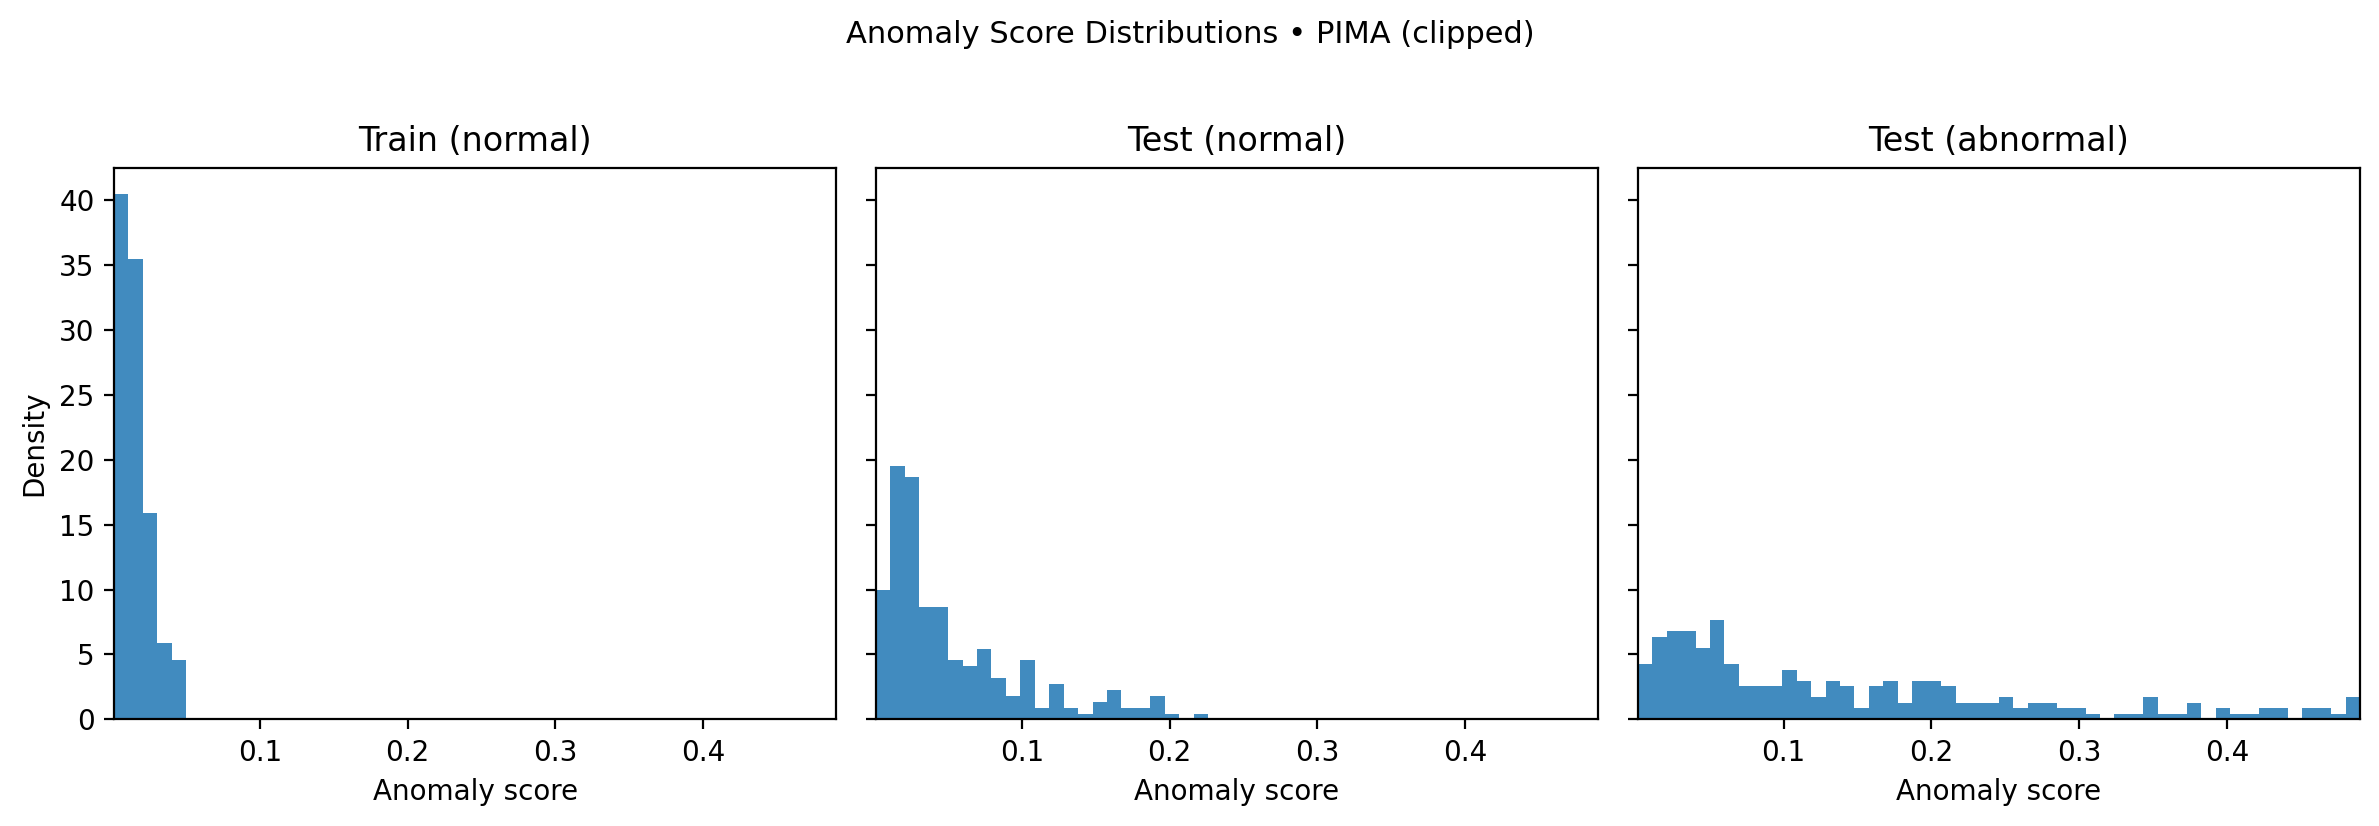 Anomaly Score Distributions • PIMA (clipped)
Train (normal)
Test (normal)
Test (abnormal)
Density
40
35
30
25
20
15
10
5
0
0.1 0.2 0.3 0.4
0.1 0.2 0.3 0.4
0.1 0.2 0.3 0.4
Anomaly score
Anomaly score
Anomaly score